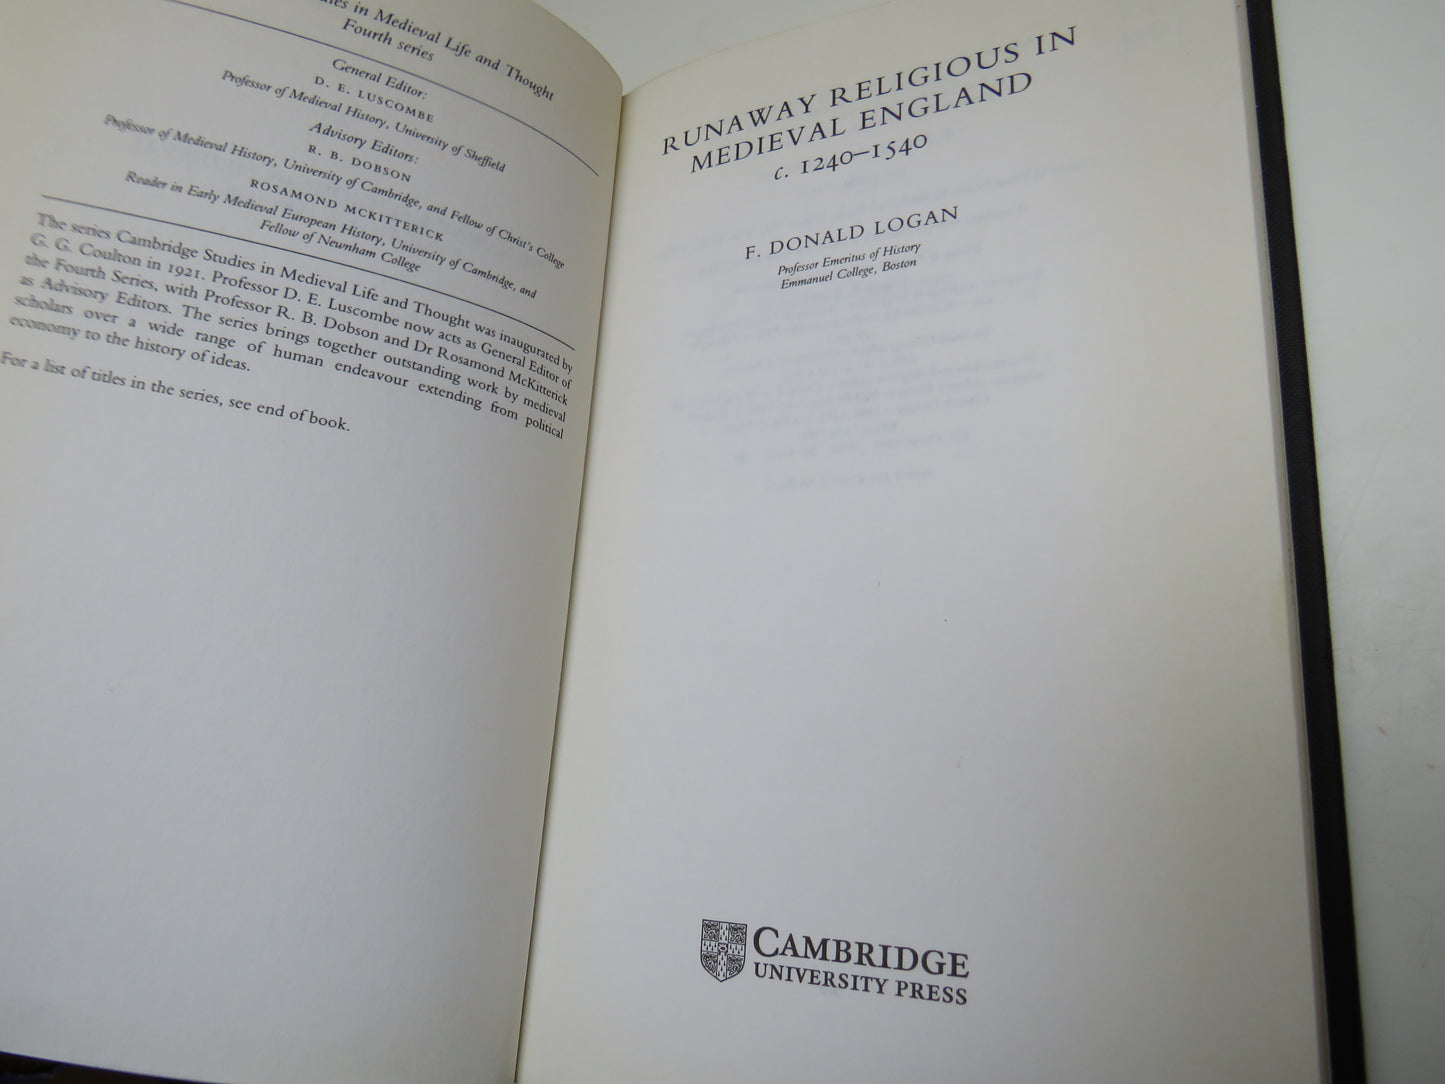 in Medieval Life and Thought
Fourth series
General Editor:
D. E. LUSCOMBE
Professor of Medieval History, University of Sheffield
Advisory Editors:
R. B. DOBSON
Professor of Medieval History, University of Cambridge, and Fellow of Christ's College
ROSAMOND MCKITTERICK
Reader in Early Medieval European History, University of Cambridge, and
Fellow of Newnham College
The series Cambridge Studies in Medieval Life and Thought was inaugurated by
G. G. Coulton in 1921. Professor D. E. Luscombe now acts as General Editor of
the Fourth Series, with Professor R. B. Dobson and Dr Rosamond McKitterick
as Advisory Editors. The series brings together outstanding work by medieval
scholars over a wide range of human endeavour extending from political
economy to the history of ideas.
For a list of titles in the series, see end of book.
RUNAWAY RELIGIOUS IN
MEDIEVAL ENGLAND
c. 1240–1540
F. DONALD LOGAN
Professor Emeritus of History
Emmanuel College, Boston
CAMBRIDGE
UNIVERSITY PRESS